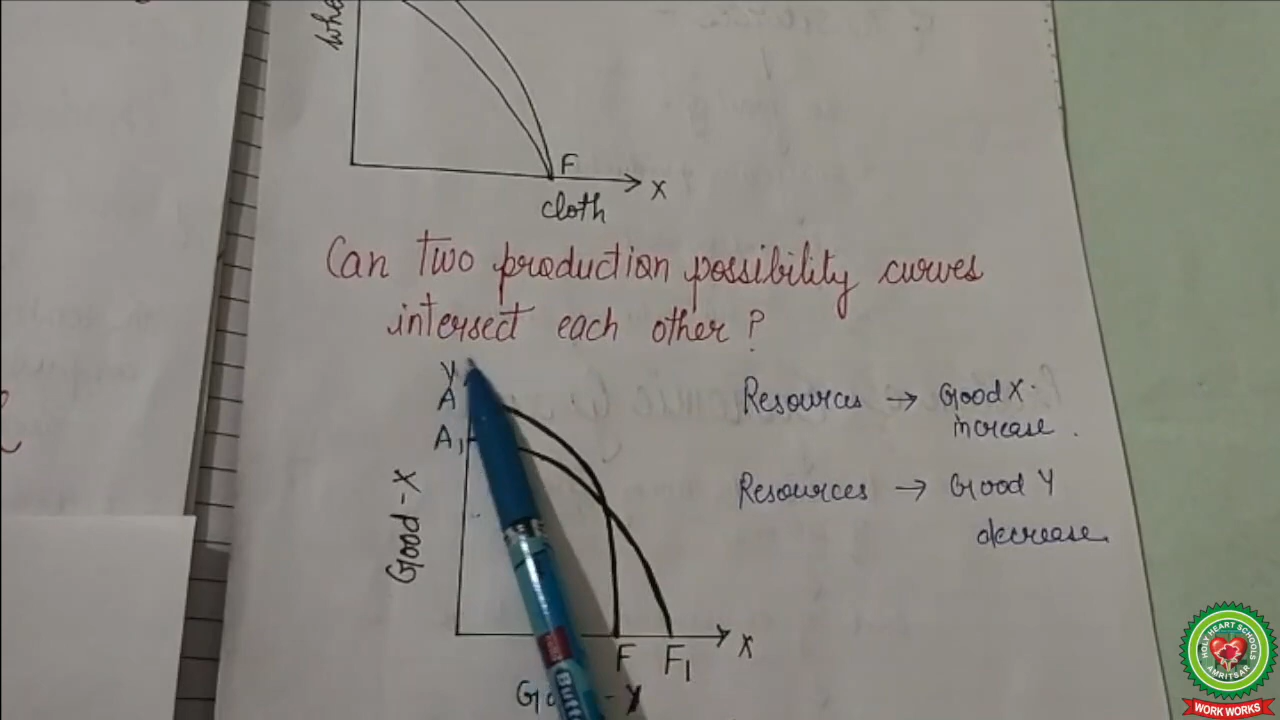 F
X
cloth
Can two production possibility curves
intersect each other?
Y
A
A1
Good-X
F
F1
X
Resources → Good X
increase.
Resources → Good Y
decrease.
HOLY HEART SCHOOLS
AMRITSAR
WORK WORKS